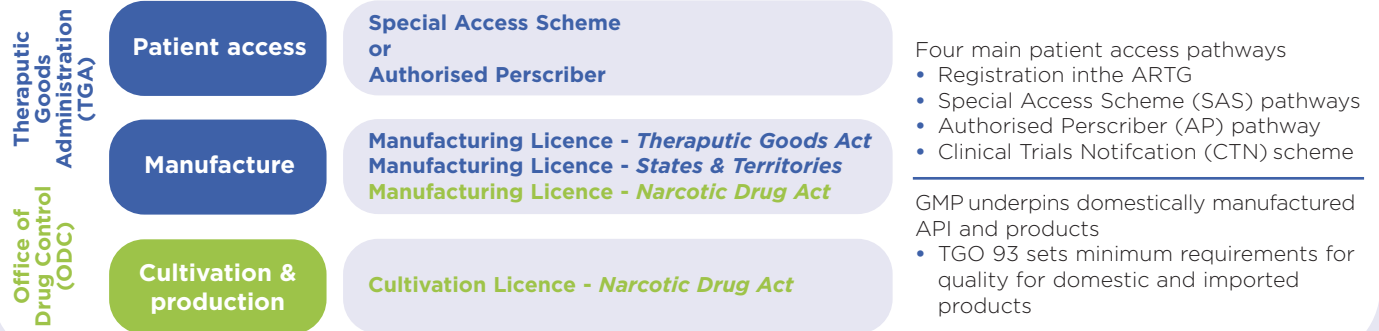 Theraputic
Goods
Administration
(TGA)
Patient access
Special Access Scheme
or
Authorised Perscriber
Manufacture
Manufacturing Licence - Theraputic Goods Act
Manufacturing Licence - States & Territories
Manufacturing Licence - Narcotic Drug Act
Office of
Drug Control
(ODC)
Cultivation &
production
Cultivation Licence - Narcotic Drug Act
Four main patient access pathways
• Registration inthe ARTG
• Special Access Scheme (SAS) pathways
• Authorised Perscriber (AP) pathway
• Clinical Trials Notifcation (CTN) scheme
GMP underpins domestically manufactured
API and products
• TGO 93 sets minimum requirements for
quality for domestic and imported
products